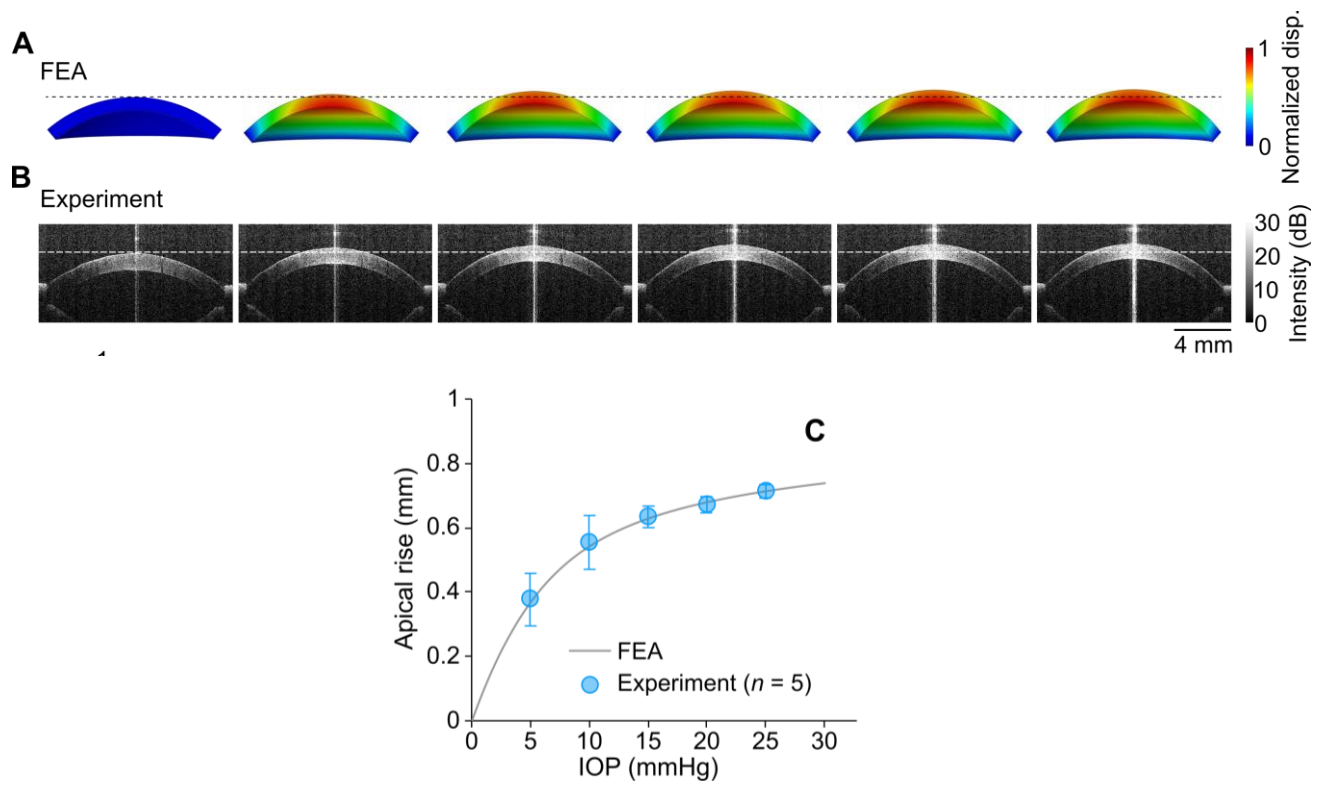 A
FEA
1
0
Normalized disp.
B
Experiment
30
20
10
0
Intensity (dB)
4 mm
1
0.8
0.6
0.4
0.2
0
Apical rise (mm)
C
FEA
Experiment (n = 5)
0 5 10 15 20 25 30
IOP (mmHg)